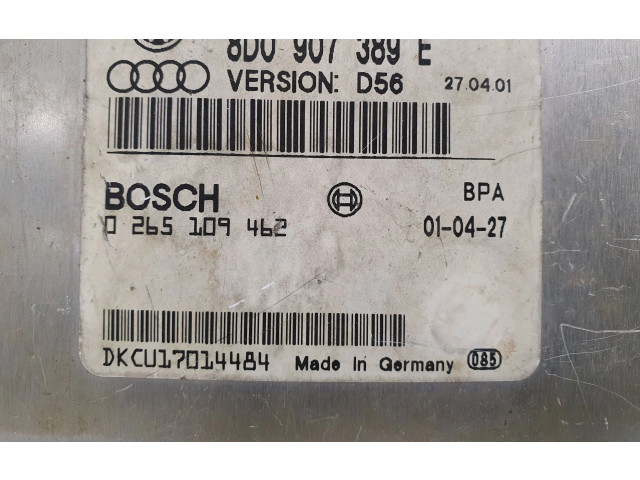 8D0 907 389 E
VERSION: D56 27.04.01
BOSCH BPA
0 265 109 462 01-04-27
DKCU17014484 Made in Germany 085